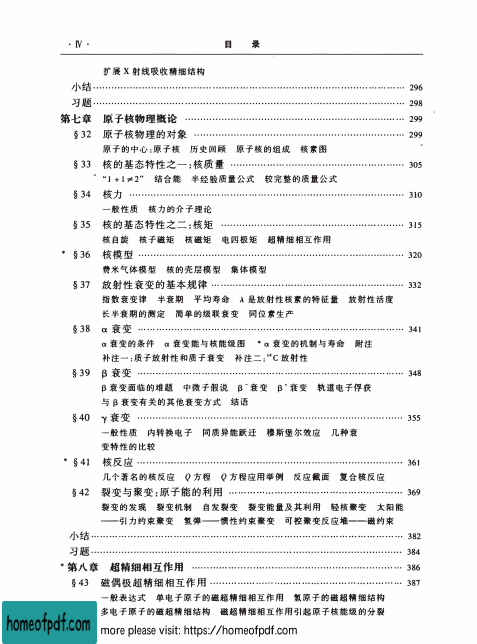 · Ⅳ · 目 录
扩展 X 射线吸收精细结构
小结 …… 296
习题 …… 298
第七章 原子核物理概论 …… 299
§32 原子核物理的对象 …… 299
原子的中心:原子核 历史回顾 原子核的组成 核素图
§33 核的基态特性之一:核质量 …… 305
“1 + 1 ≠ 2” 结合能 半经验质量公式 较完整的质量公式
§34 核力 …… 310
一般性质 核力的介子理论
§35 核的基态特性之二:核矩 …… 315
核自旋 核子磁矩 核磁矩 电四极矩 超精细相互作用
* §36 核模型 …… 320
费米气体模型 核的壳层模型 集体模型
§37 放射性衰变的基本规律 …… 332
指数衰变律 半衰期 平均寿命 λ 是放射性核素的特征量 放射性活度
长半衰期的测定 简单的级联衰变 同位素生产
§38 α 衰变 …… 341
α 衰变的条件 α 衰变能与核能级图 * α 衰变的机制与寿命 附注
补注一:质子放射性和质子衰变 补注二:¹⁴C 放射性
§39 β 衰变 …… 348
β 衰变面临的难题 中微子假说 β⁻ 衰变 β⁺ 衰变 轨道电子俘获
与 β 衰变有关的其他衰变方式 结语
§40 γ 衰变 …… 355
一般性质 内转换电子 同质异能跃迁 穆斯堡尔效应 几种衰
变特性的比较
* §41 核反应 …… 361
几个著名的核反应 Q 方程 Q 方程应用举例 反应截面 复合核反应
§42 裂变与聚变:原子能的利用 …… 369
裂变的发现 裂变机制 自发裂变 裂变能量及其利用 轻核聚变 太阳能
——引力约束聚变 氢弹——惯性约束聚变 可控聚变反应堆——磁约束
小结 …… 382
习题 …… 384
* 第八章 超精细相互作用 …… 386
§43 磁偶极超精细相互作用 …… 387
一般表达式 单电子原子的磁超精细相互作用 氢原子的磁超精细结构
多电子原子的磁超精细结构 磁超精细相互作用引起原子核能级的分裂
homeofpdf.com
more please visit: https://homeofpdf.com